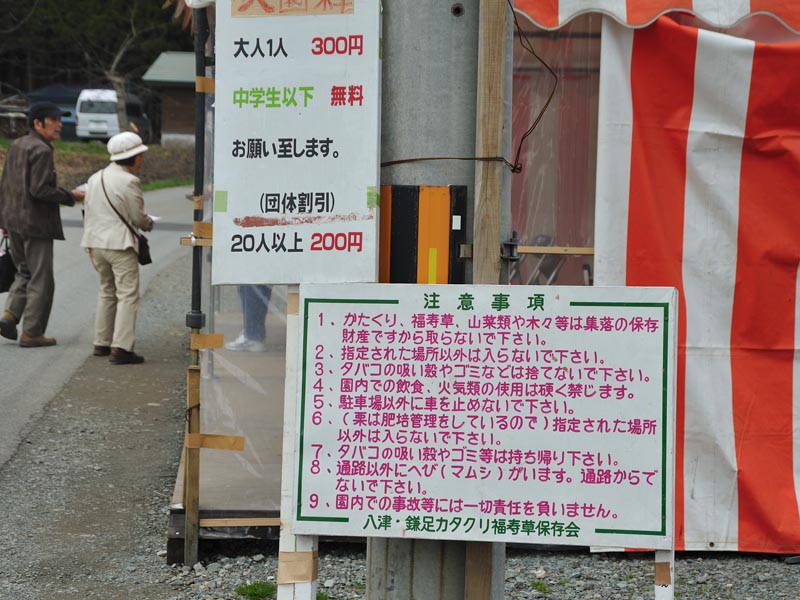 入園料
大人1人 300円
中学生以下 無料
お願い至します。
(団体割引)
20人以上 200円
注意事項
1、かたくり、福寿草、山菜類や木々等は集落の保存
財産ですから取らないで下さい。
2、指定された場所以外は入らないで下さい。
3、タバコの吸い殻やゴミなどは捨てないで下さい。
4、園内での飲食、火気類の使用は硬く禁じます。
5、駐車場以外に車を止めないで下さい。
6、(栗は肥培管理をしているので)指定された場所
以外は入らないで下さい。
7、タバコの吸い殻やゴミ等は持ち帰り下さい。
8、通路以外にへび(マムシ)がいます。通路からで
ないで下さい。
9、園内での事故等には一切責任を負いません。
八津・鎌足カタクリ福寿草保存会